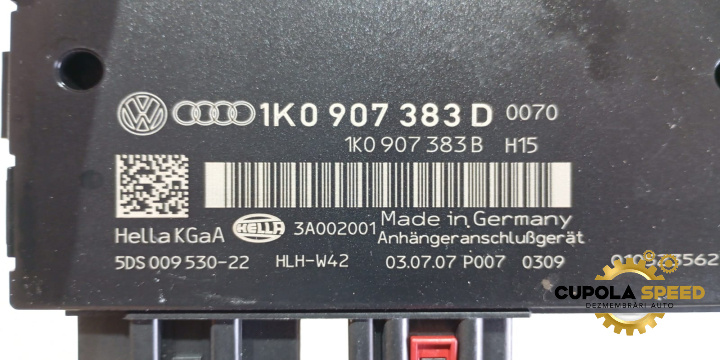 1K0 907 383 D 0070
1K0 907 383 B H15
Hella KGaA HELLA 3A002001 Made in Germany
Anhängeranschlußgerät
5DS 009 530-22 HLH-W42 03.07.07 P007 0309
CUPOLA SPEED
DEZMEMBRĂRI AUTO